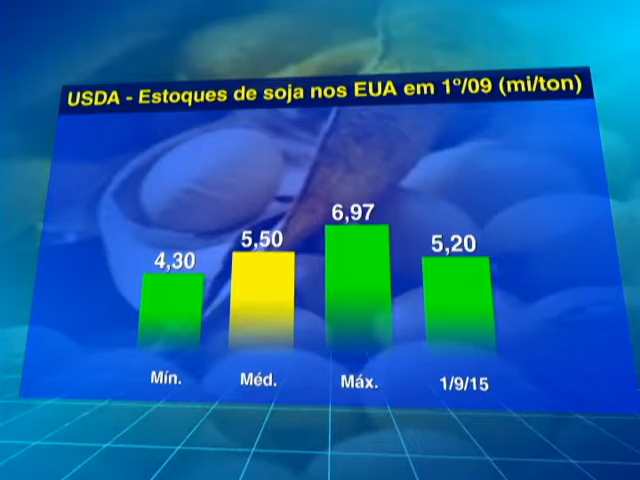 USDA - Estoques de soja nos EUA em 1º/09 (mi/ton)
4,30
5,50
6,97
5,20
Mín.
Méd.
Máx.
1/9/15